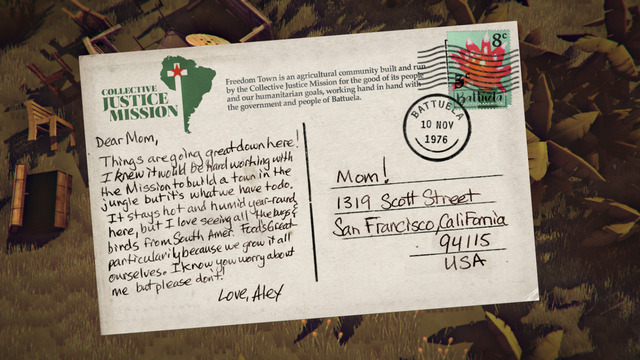 COLLECTIVE
JUSTICE
MISSION
Freedom Town is an agricultural community built and run
by the Collective Justice Mission for the good of its people
and our humanitarian goals, working hand in hand with
the government and people of Battuela.
8c
Battuela
BATTUELA
10 NOV
1976
Dear Mom,
Things are going great down here!
I knew it would be hard working with
the Mission to build a town in the
jungle but it's what we have to do.
It stays hot and humid year-round
here, but I love seeing all the bugs &
birds from South Amer. Food's Great
particularly because we grow it all
ourselves. I know you worry about
me but please don't.
Love, Alex
Mom!
1319 Scott Street
San Francisco, California
94115
USA